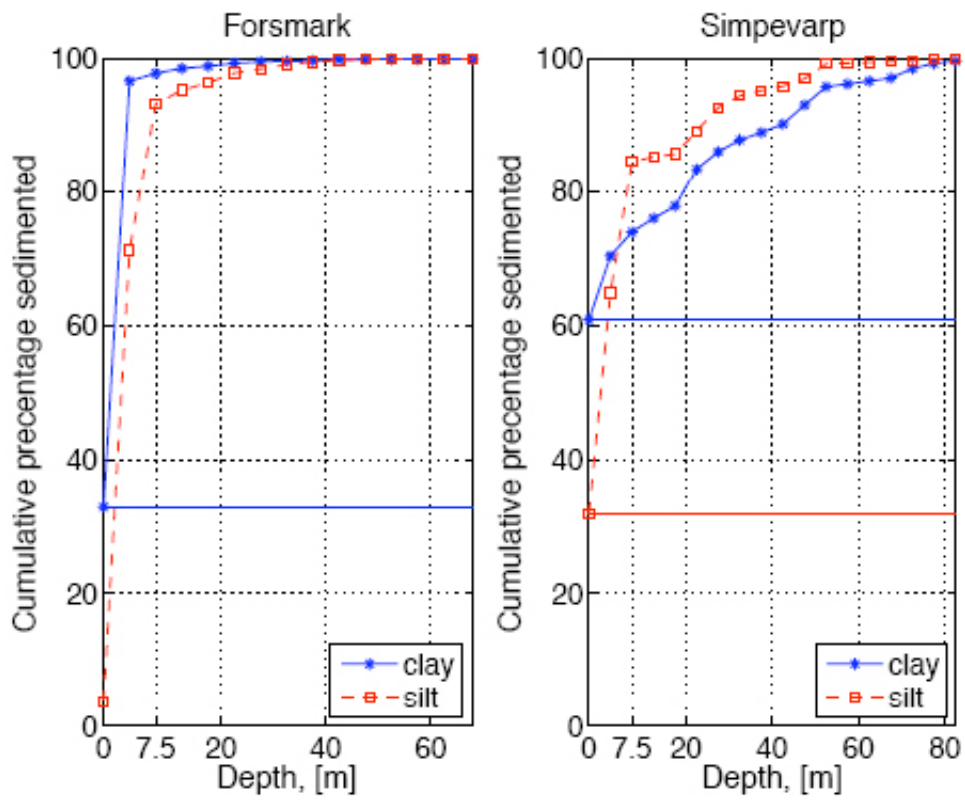 Forsmark
Cumulative precentage sedimented
100
80
60
40
20
0
0 7.5 20 40 60
Depth, [m]
clay
silt
Simpevarp
Cumulative precentage sedimented
100
80
60
40
20
0
0 7.5 20 40 60 80
Depth, [m]
clay
silt